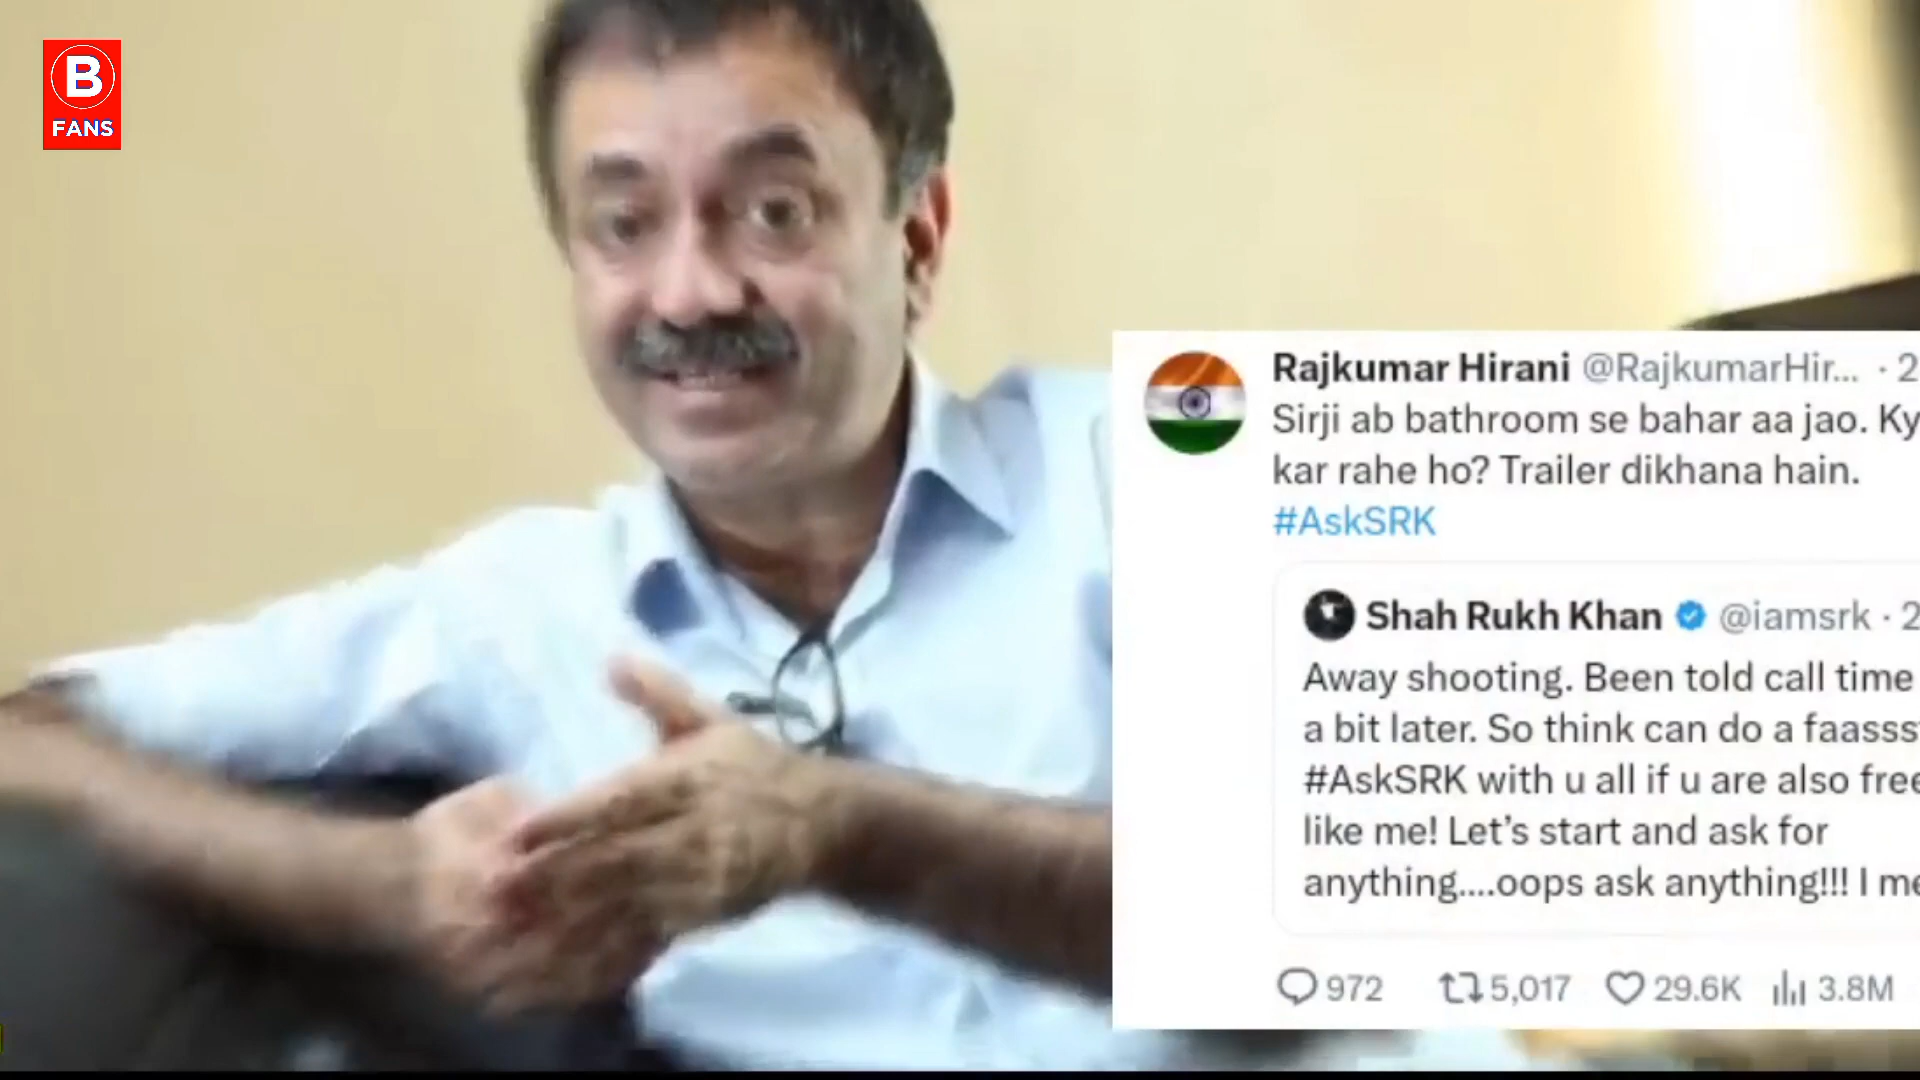 B
FANS
Rajkumar Hirani @RajkumarHir... · 2
Sirji ab bathroom se bahar aa jao. Ky
kar rahe ho? Trailer dikhana hain.
#AskSRK
Shah Rukh Khan @iamsrk · 2
Away shooting. Been told call time
a bit later. So think can do a faasss
#AskSRK with u all if u are also free
like me! Let’s start and ask for
anything....oops ask anything!!! I me
972 5,017 29.6K 3.8M